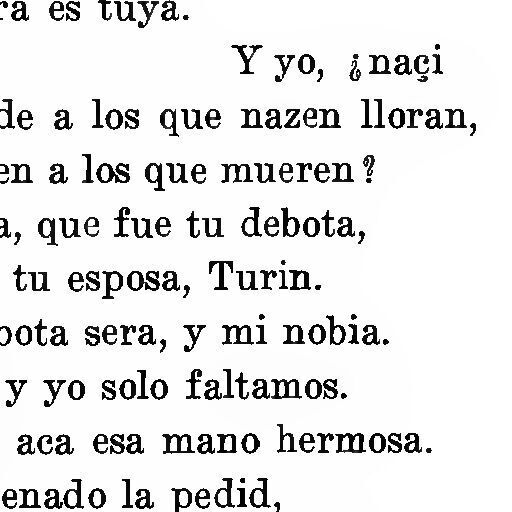 ra es tuya.
Y yo, ¿naçi
de a los que nazen lloran,
en a los que mueren?
a, que fue tu debota,
tu esposa, Turin.
bota sera, y mi nobia.
y yo solo faltamos.
aca esa mano hermosa.
enado la pedid,